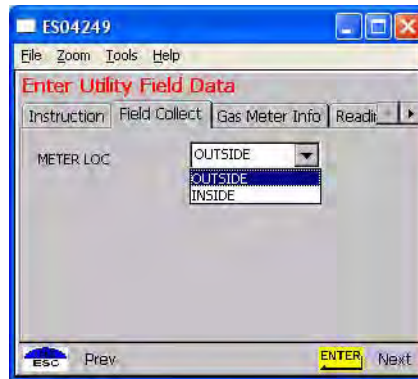 ES04249
File Zoom Tools Help
Enter Utility Field Data
Instruction Field Collect Gas Meter Info Readi
METER LOC OUTSIDE
OUTSIDE
INSIDE
ESC Prev ENTER Next